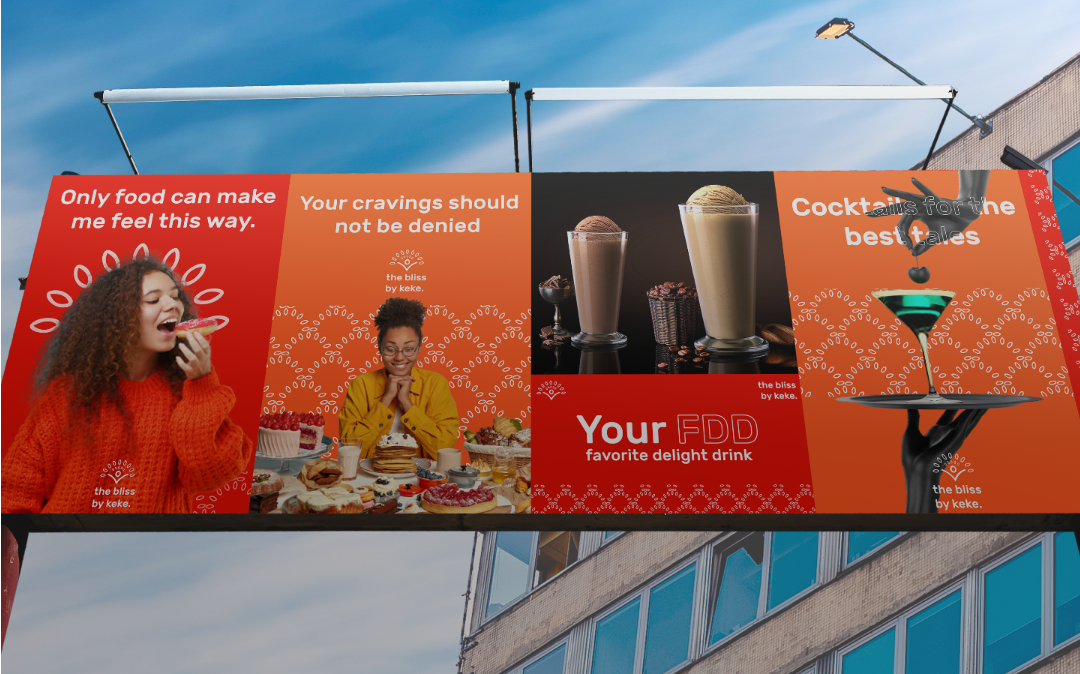 Only food can make
me feel this way.
the bliss
by keke.
Your cravings should
not be denied
the bliss
by keke.
the bliss
by keke.
Your FDD
favorite delight drink
Cocktails for the
best tales
the bliss
by keke.